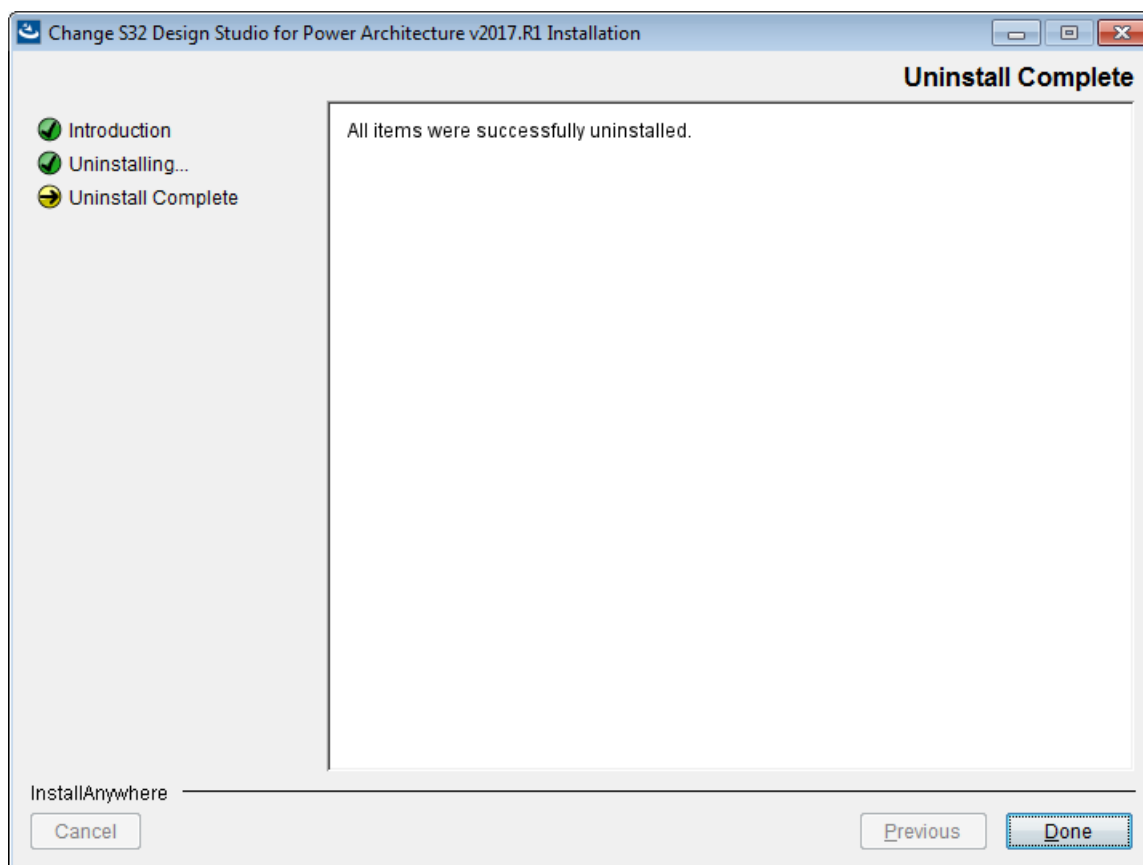 Change S32 Design Studio for Power Architecture v2017.R1 Installation
Uninstall Complete
Introduction
Uninstalling...
Uninstall Complete
All items were successfully uninstalled.
InstallAnywhere
Cancel
Previous
Done